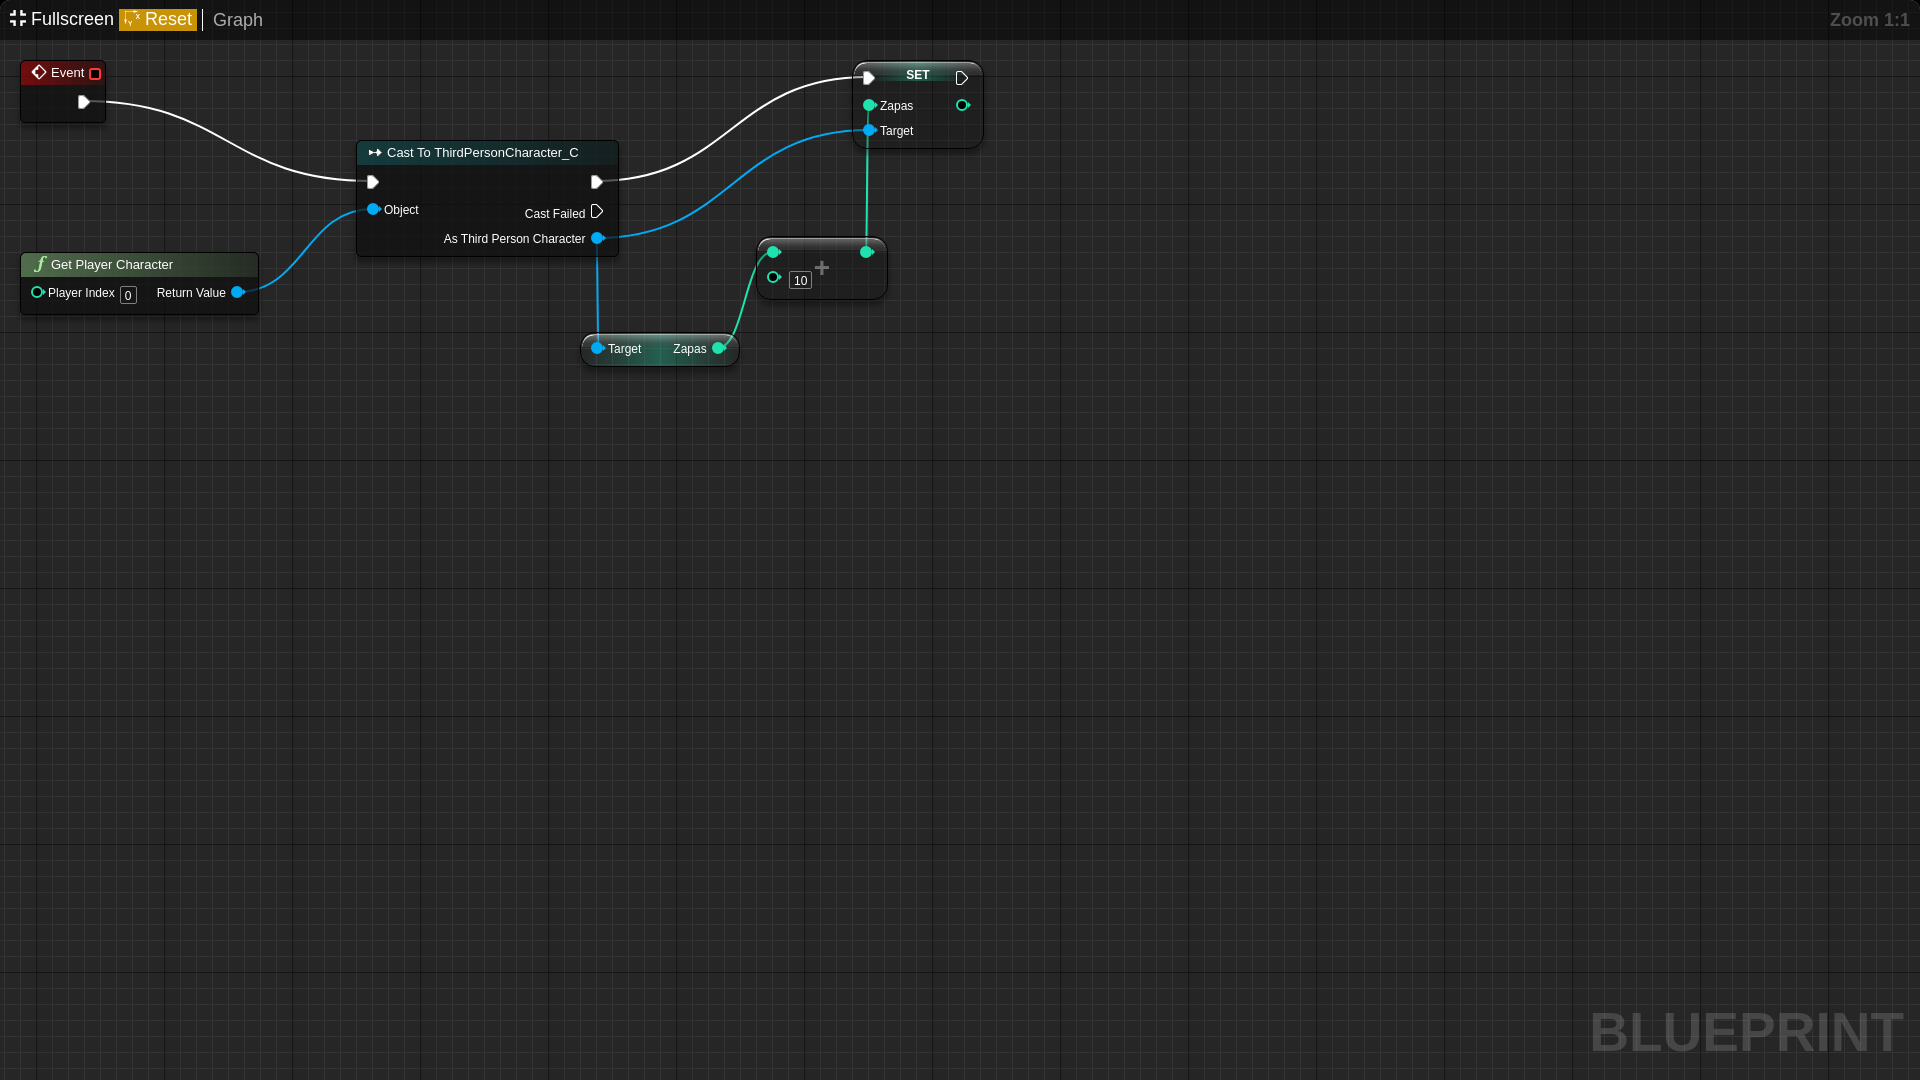 Fullscreen Reset Graph Zoom 1:1
Event
SET
Zapas
Target
Cast To ThirdPersonCharacter_C
Object
Cast Failed
As Third Person Character
Get Player Character
Player Index 0 Return Value
10 +
Target Zapas
BLUEPRINT